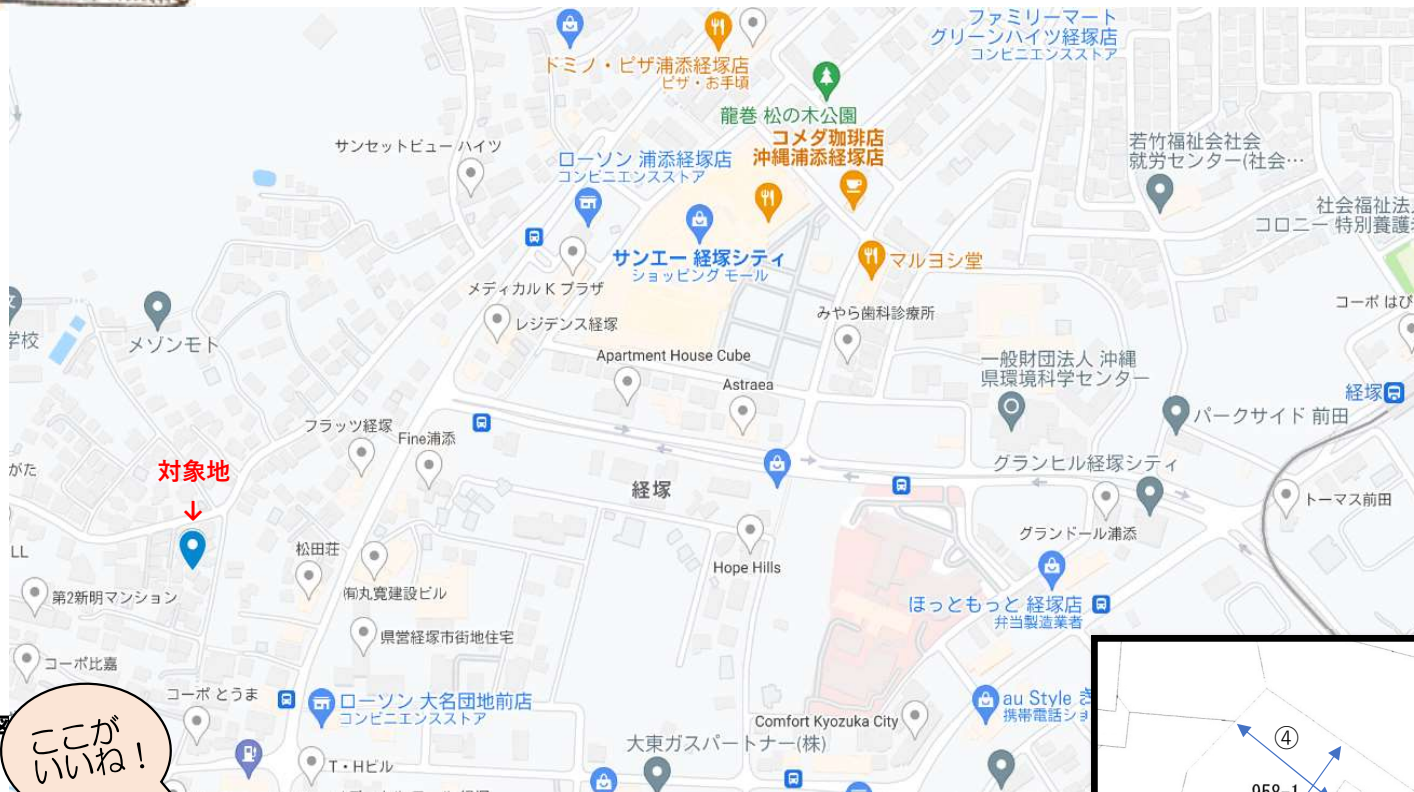 ファミリーマート
グリーンハイツ経塚店
コンビニエンスストア
ドミノ・ピザ浦添経塚店
ピザ・お手頃
龍巻 松の木公園
コメダ珈琲店
沖縄浦添経塚店
サンセットビュー ハイツ
ローソン 浦添経塚店
コンビニエンスストア
若竹福祉会社会
就労センター(社会…
社会福祉法
コロニー 特別養護
サンエー 経塚シティ
ショッピング モール
マルヨシ堂
メディカル K プラザ
レジデンス経塚
みやら歯科診療所
コーポ はぴ
学校
メゾンモト
Apartment House Cube
Astraea
一般財団法人 沖縄
県環境科学センター
経塚
パークサイド 前田
フラッツ経塚
Fine浦添
がた
対象地
↓
経塚
グランヒル経塚シティ
トーマス前田
グランドール浦添
LL
松田荘
Hope Hills
第2新明マンション
㈲丸寛建設ビル
ほっともっと 経塚店
弁当製造業者
県営経塚市街地住宅
コーポ比嘉
コーポ とうま
ローソン 大名団地前店
コンビニエンスストア
au Style き
携帯電話ショ
Comfort Kyozuka City
大東ガスパートナー(株)
ここが
いいね！
T・Hビル
④
958-1